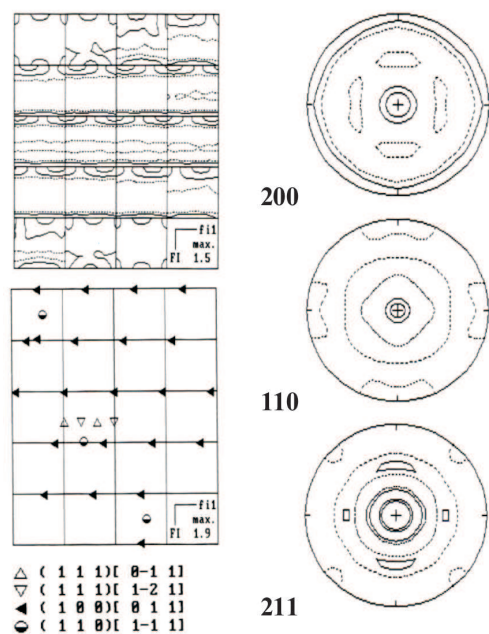 200
fi1
max.
FI 1.5
110
fi1
max.
FI 1.9
△ ( 1 1 1)[ 0-1 1]
▽ ( 1 1 1)[ 1-2 1]
◀ ( 1 0 0)[ 0 1 1]
( 1 1 0)[ 1-1 1]
211